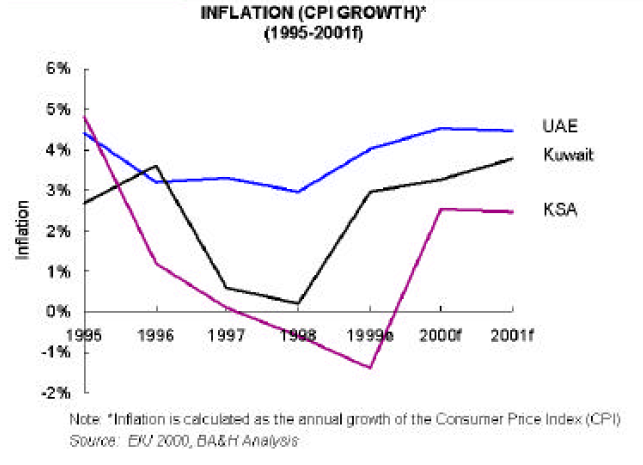 INFLATION (CPI GROWTH)*
(1995-2001f)
6%
5%
4%
3%
2%
1%
0%
-1%
-2%
Inflation
1995 1996 1997 1998 1999e 2000f 2001f
UAE
Kuwait
KSA
Note: *Inflation is calculated as the annual growth of the Consumer Price Index (CPI)
Source: EIU 2000, BA&H Analysis